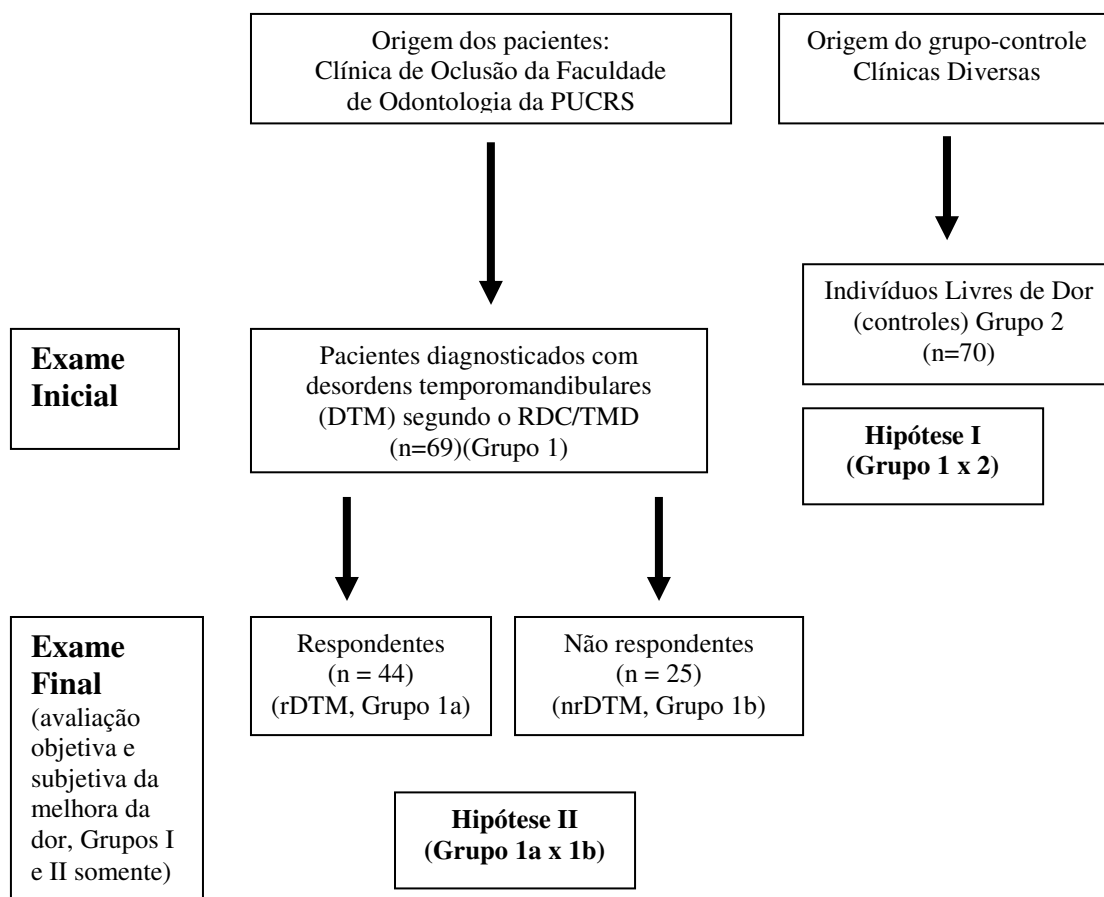 Origem dos pacientes:
Clínica de Oclusão da Faculdade
de Odontologia da PUCRS
Origem do grupo-controle
Clínicas Diversas
Indivíduos Livres de Dor
(controles) Grupo 2
(n=70)
Exame
Inicial
Pacientes diagnosticados com
desordens temporomandibulares
(DTM) segundo o RDC/TMD
(n=69)(Grupo 1)
Hipótese I
(Grupo 1 x 2)
Exame
Final
(avaliação
objetiva e
subjetiva da
melhora da
dor, Grupos I
e II somente)
Respondentes
(n = 44)
(rDTM, Grupo 1a)
Não respondentes
(n = 25)
(nrDTM, Grupo 1b)
Hipótese II
(Grupo 1a x 1b)